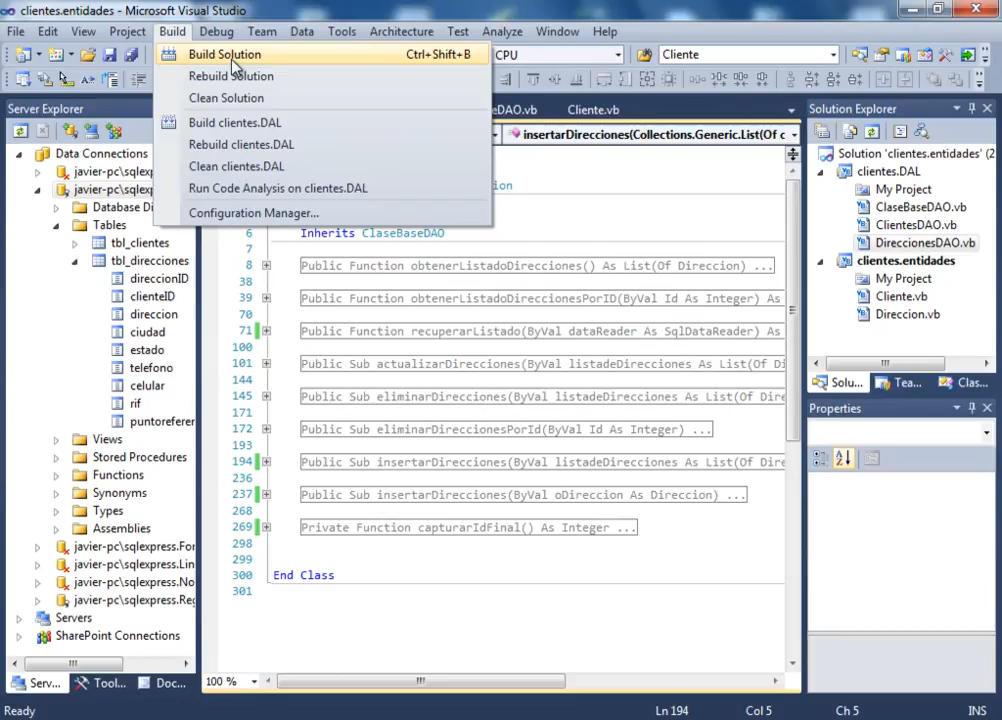 clientes.entidades - Microsoft Visual Studio
File Edit View Project Build Debug Team Data Tools Architecture Test Analyze Window Help
CPU
Cliente
Build Solution Ctrl+Shift+B
Rebuild Solution
Clean Solution
Build clientes.DAL
Rebuild clientes.DAL
Clean clientes.DAL
Run Code Analysis on clientes.DAL
Configuration Manager...
Server Explorer
Data Connections
javier-pc\sqlexpress
javier-pc\sqlexpress
Database Di
Tables
tbl_clientes
tbl_direcciones
direccionID
clienteID
direccion
ciudad
estado
telefono
celular
rif
puntoreferer
Views
Stored Procedures
Functions
Synonyms
Types
Assemblies
javier-pc\sqlexpress.For
javier-pc\sqlexpress.Lin
javier-pc\sqlexpress.No
javier-pc\sqlexpress.Reg
Servers
SharePoint Connections
Serv... Tool... Doc...
DAO.vb Cliente.vb
insertarDirecciones(Collections.Generic.List(Of c
ion
6 Inherits ClaseBaseDAO
7
8 Public Function obtenerListadoDirecciones() As List(Of Direccion) ...
38
39 Public Function obtenerListadoDireccionesPorID(ByVal Id As Integer) As
70
71 Public Function recuperarListado(ByVal dataReader As SqlDataReader) As
100
101 Public Sub actualizarDirecciones(ByVal listadeDirecciones As List(Of Di
144
145 Public Sub eliminarDirecciones(ByVal listadeDirecciones As List(Of Dire
171
172 Public Sub eliminarDireccionesPorId(ByVal Id As Integer) ...
193
194 Public Sub insertarDirecciones(ByVal listadeDirecciones As List(Of Dire
236
237 Public Sub insertarDirecciones(ByVal oDireccion As Direccion) ...
268
269 Private Function capturarIdFinal() As Integer ...
298
299
300 End Class
301
100 %
Solution Explorer
Solution 'clientes.entidades' (2
clientes.DAL
My Project
ClaseBaseDAO.vb
ClientesDAO.vb
DireccionesDAO.vb
clientes.entidades
My Project
Cliente.vb
Direccion.vb
Solu... Tea... Clas...
Properties
Ready Ln 194 Col 5 Ch 5 INS